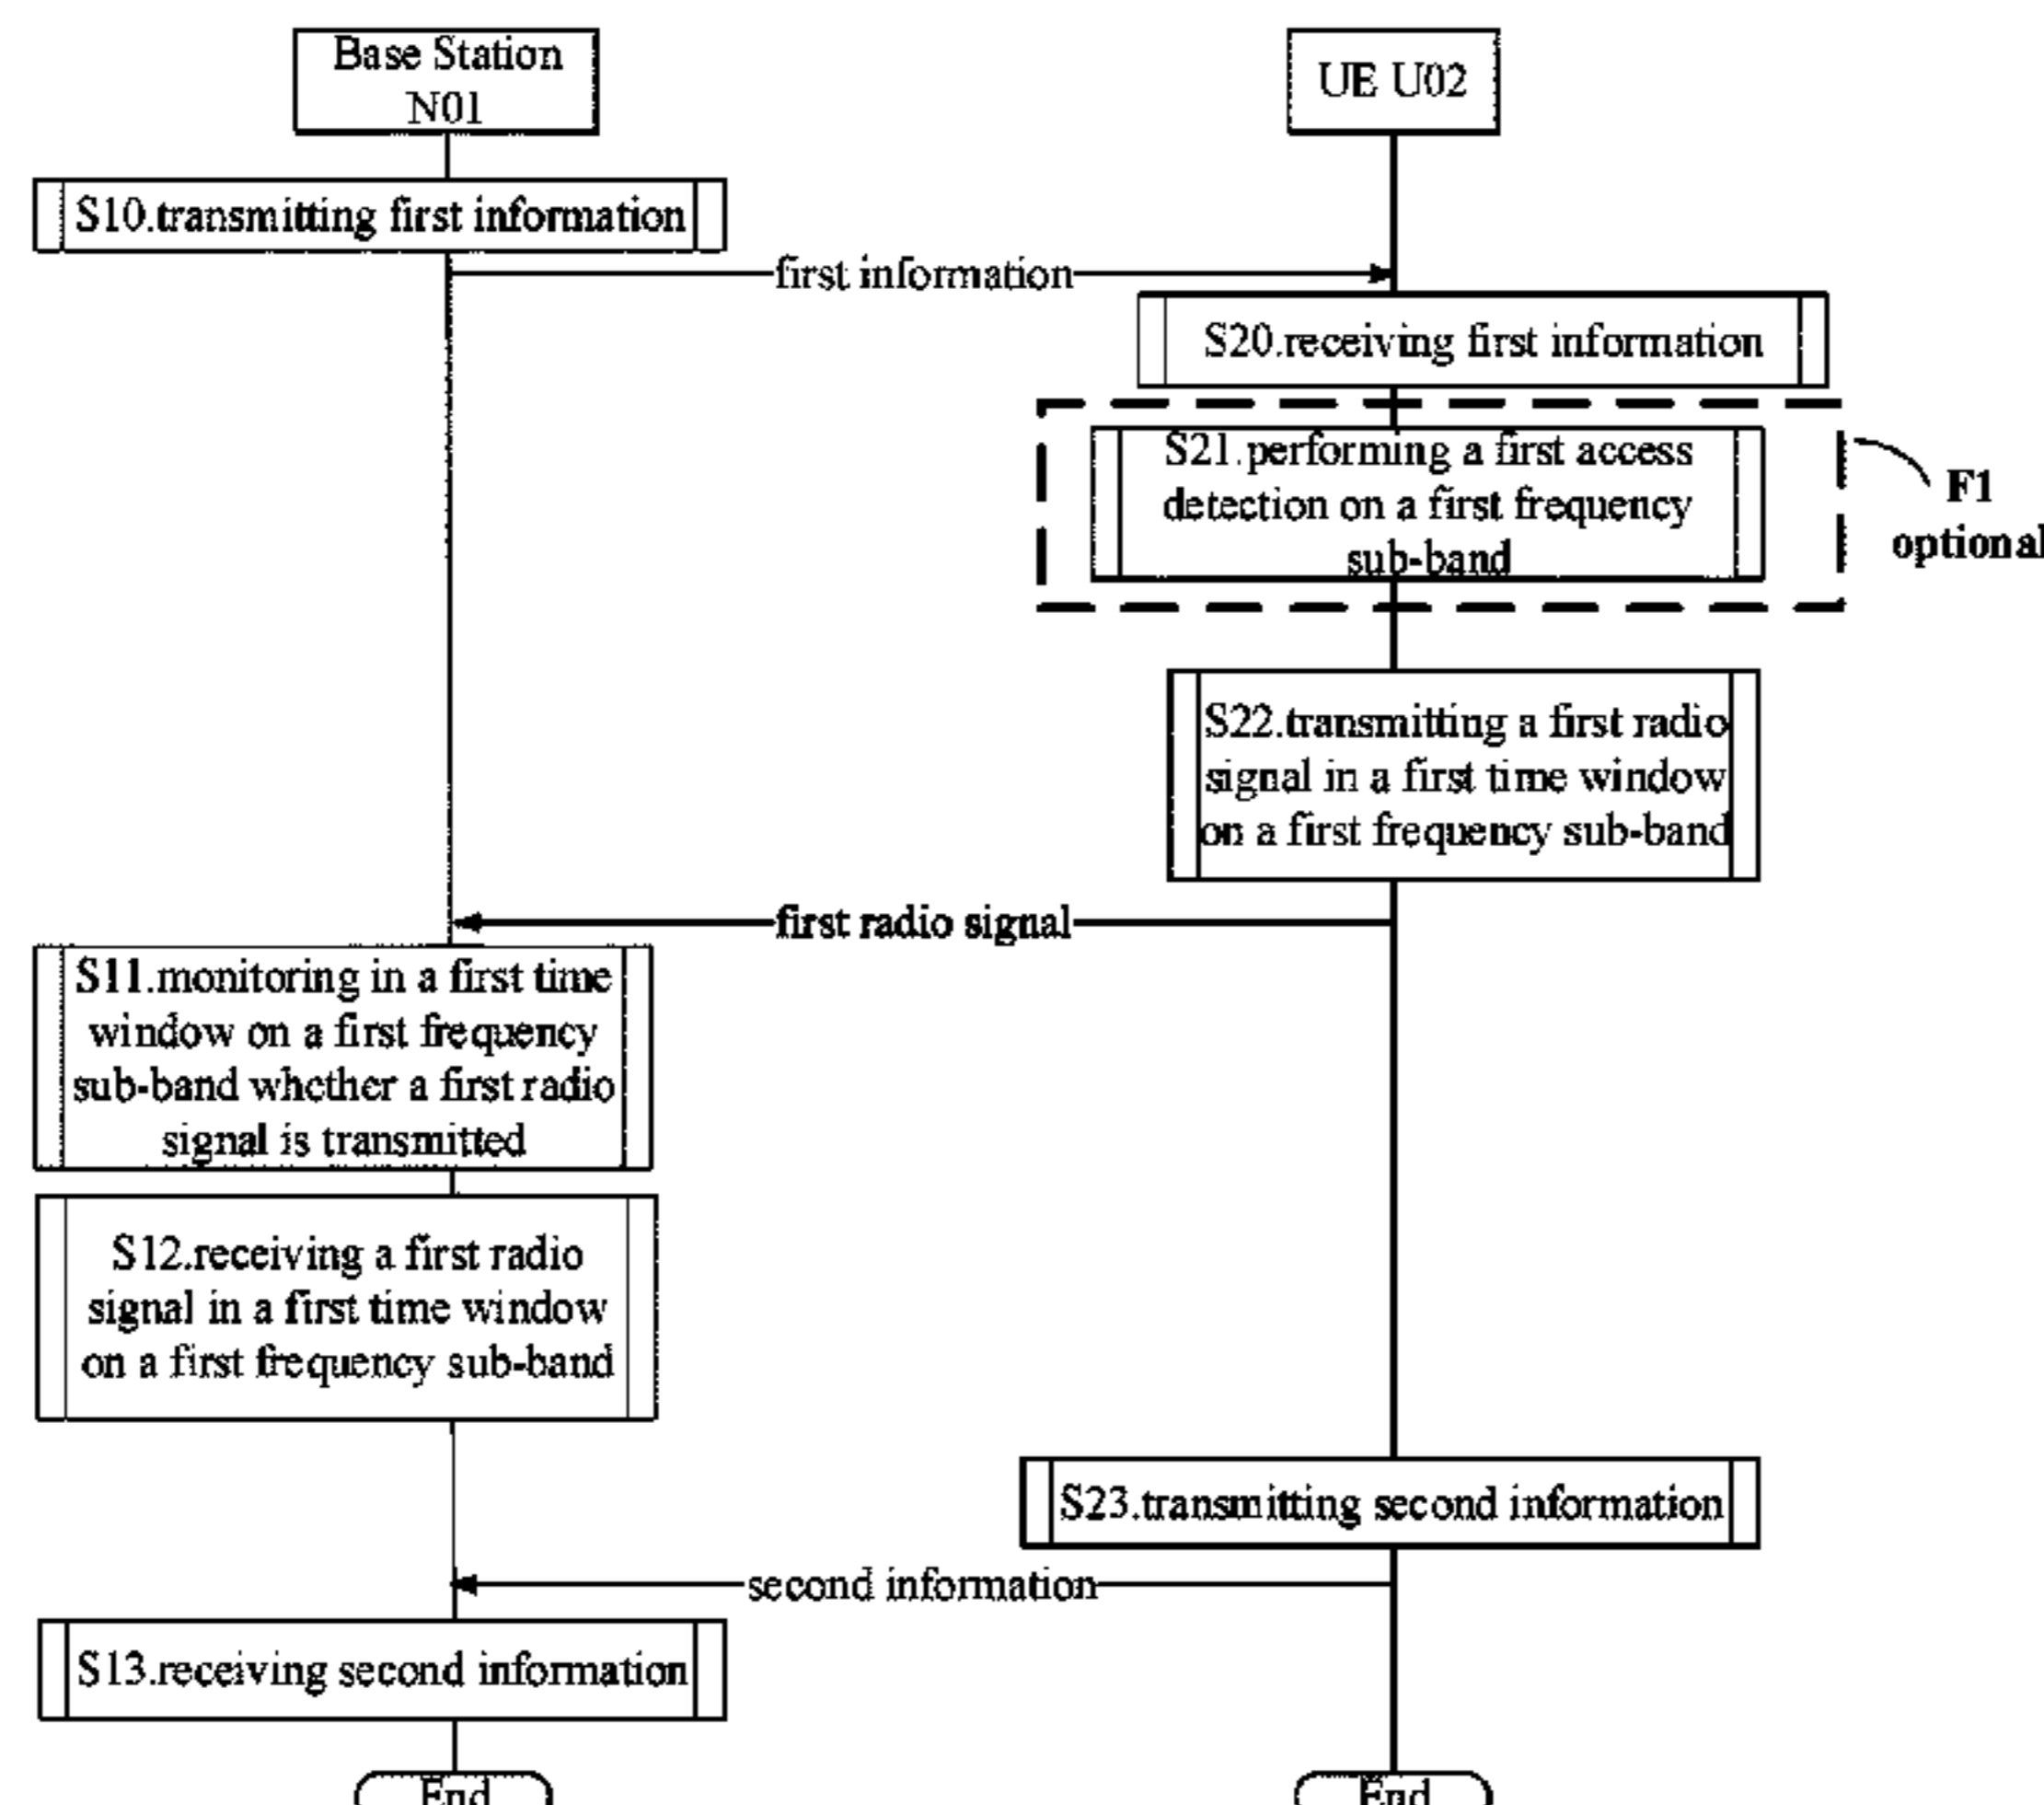 Base Station
N01
UE U02
S10.transmitting first information
first information
S20.receiving first information
S21.performing a first access
detection on a first frequency
sub-band
F1
optional
S22.transmitting a first radio
signal in a first time window
on a first frequency sub-band
first radio signal
S11.monitoring in a first time
window on a first frequency
sub-band whether a first radio
signal is transmitted
S12.receiving a first radio
signal in a first time window
on a first frequency sub-band
S23.transmitting second information
second information
S13.receiving second information
End
End